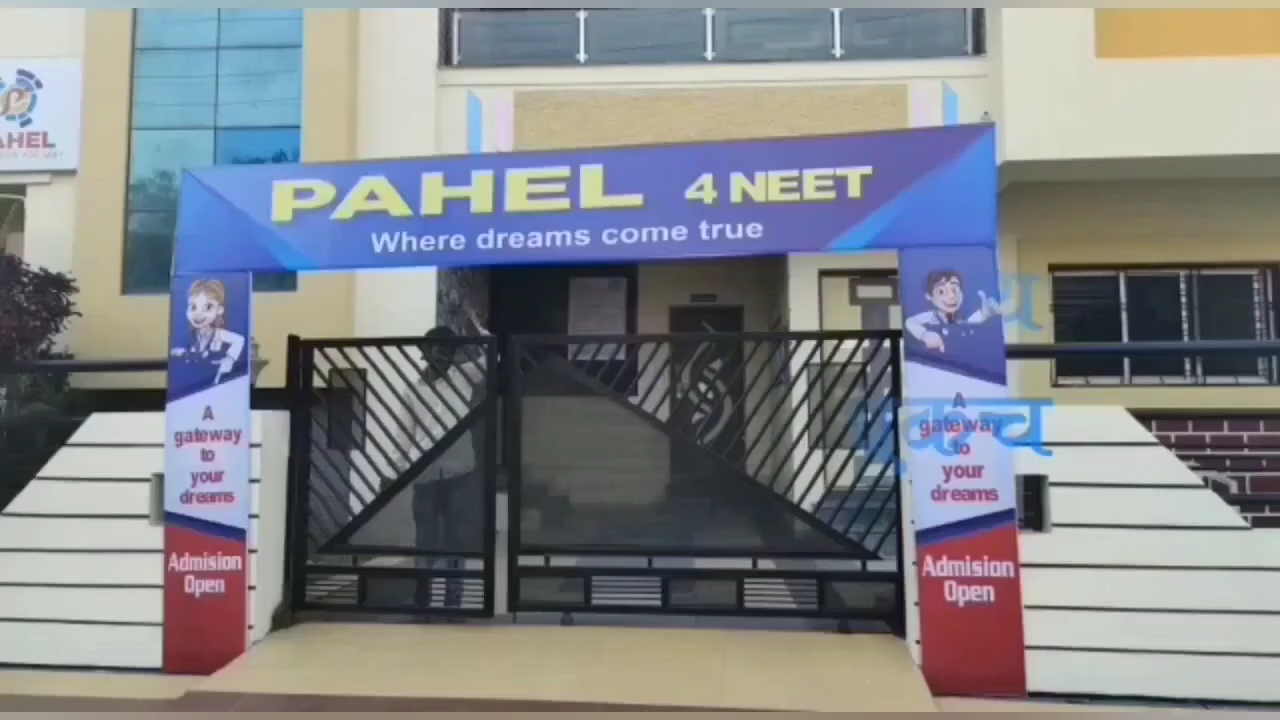 PAHEL 4 NEET
Where dreams come true
AHEL
A
gateway
to
your
dreams
Admision
Open
A
gateway
to
your
dreams
Admision
Open